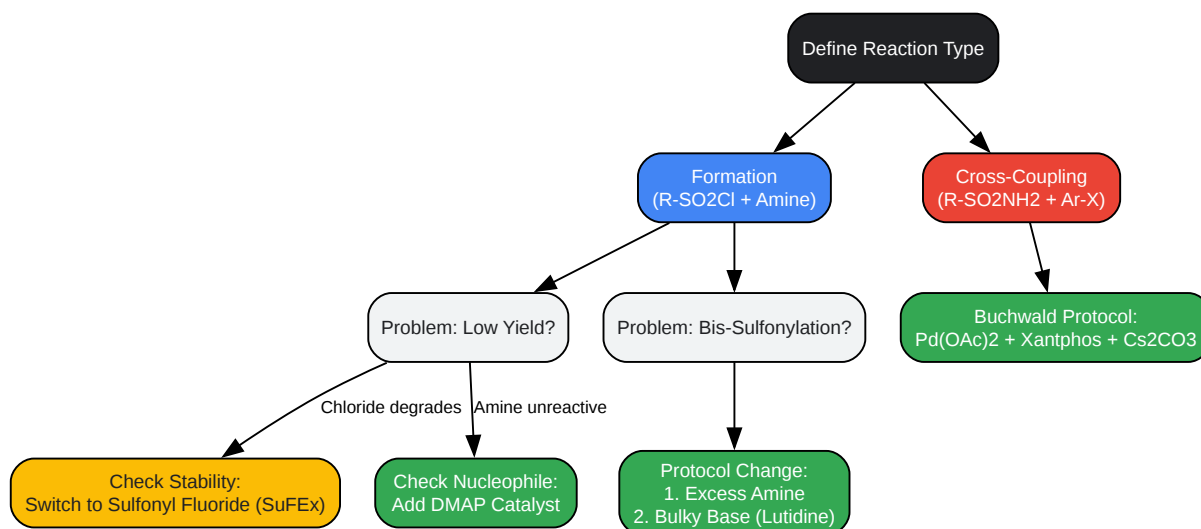 Define Reaction Type
Formation
(R-SO2Cl + Amine)
Cross-Coupling
(R-SO2NH2 + Ar-X)
Problem: Low Yield?
Problem: Bis-Sulfonylation?
Buchwald Protocol:
Pd(OAc)2 + Xantphos + Cs2CO3
Chloride degrades
Amine unreactive
Check Stability:
Switch to Sulfonyl Fluoride (SuFEx)
Check Nucleophile:
Add DMAP Catalyst
Protocol Change:
1. Excess Amine
2. Bulky Base (Lutidine)